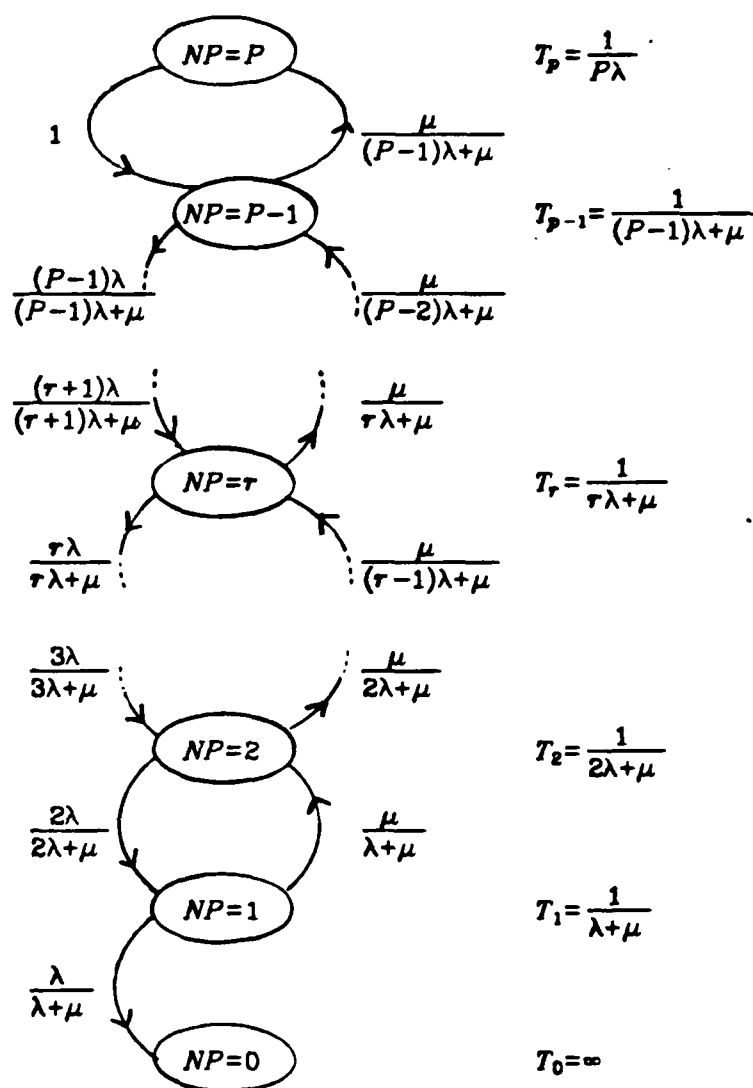 NP=P T_p = 1/(Pλ)
1 μ/((P−1)λ+μ)
NP=P−1 T_{p−1} = 1/((P−1)λ+μ)
(P−1)λ/((P−1)λ+μ) μ/((P−2)λ+μ)
(r+1)λ/((r+1)λ+μ) μ/(rλ+μ)
NP=r T_r = 1/(rλ+μ)
rλ/(rλ+μ) μ/((r−1)λ+μ)
3λ/(3λ+μ) μ/(2λ+μ)
NP=2 T_2 = 1/(2λ+μ)
2λ/(2λ+μ) μ/(λ+μ)
NP=1 T_1 = 1/(λ+μ)
λ/(λ+μ)
NP=0 T_0=∞